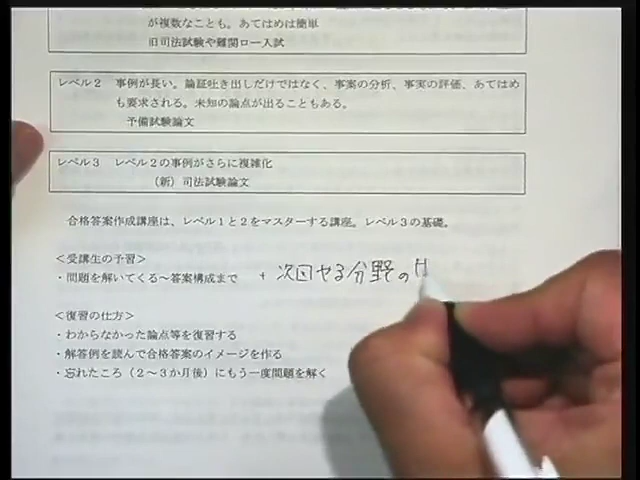 が複数なことも。あてはめは簡単
旧司法試験や難関ロー入試
レベル2 事例が長い。論証吐き出しだけではなく、事案の分析、事実の評価、あてはめ
も要求される。未知の論点が出ることもある。
予備試験論文
レベル3 レベル2の事例がさらに複雑化
（新）司法試験論文
合格答案作成講座は、レベル1と2をマスターする講座。レベル3の基礎。
＜受講生の予習＞
・問題を解いてくる～答案構成まで + 次回やる分野の
＜復習の仕方＞
・わからなかった論点等を復習する
・解答例を読んで合格答案のイメージを作る
・忘れたころ（2～3か月後）にもう一度問題を解く